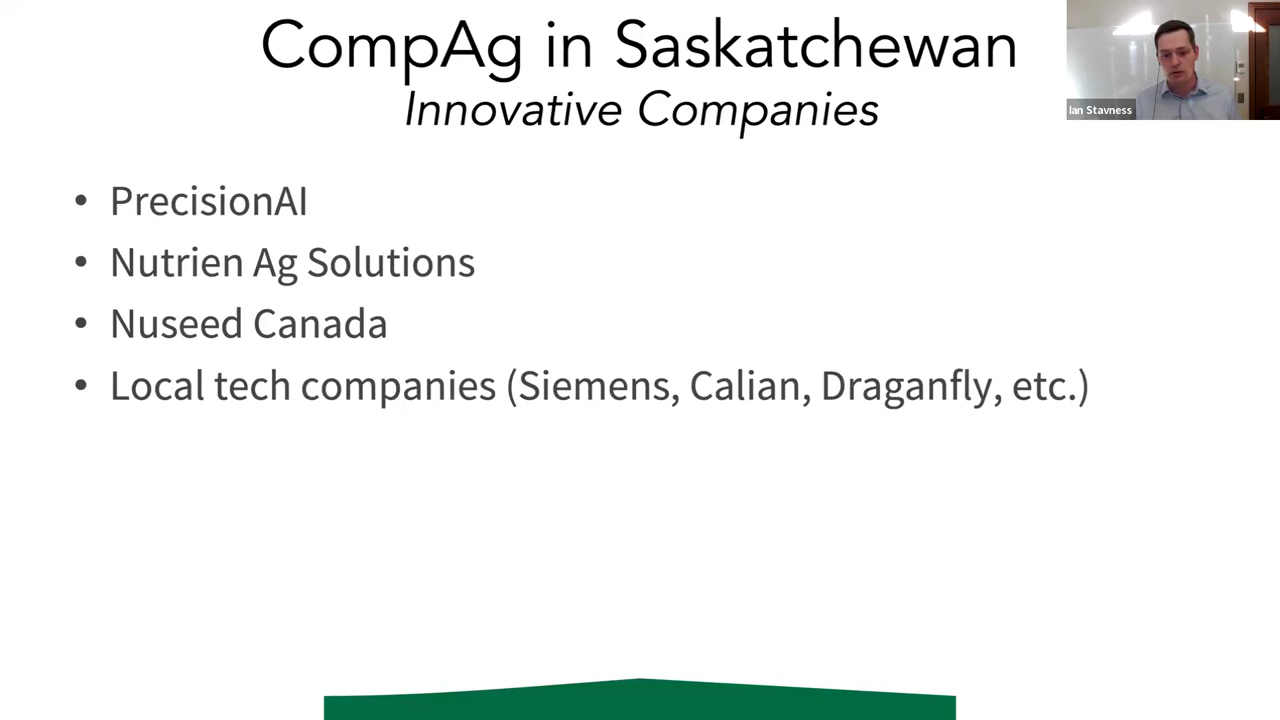 CompAg in Saskatchewan
Innovative Companies
Ian Stavness
• PrecisionAI
• Nutrien Ag Solutions
• Nuseed Canada
• Local tech companies (Siemens, Calian, Draganfly, etc.)